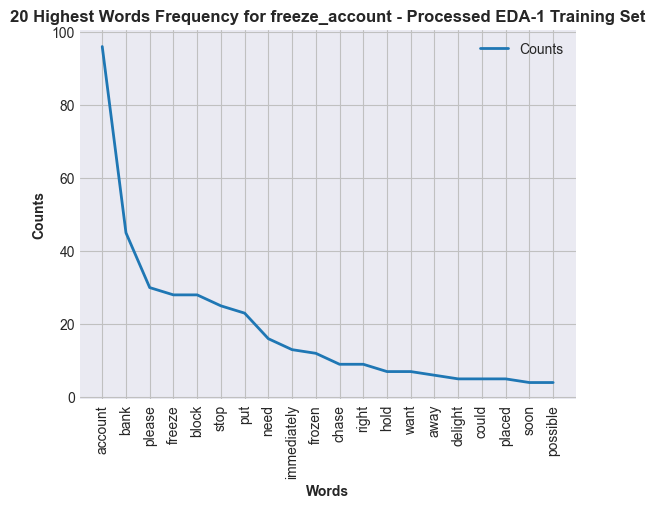 20 Highest Words Frequency for freeze_account - Processed EDA-1 Training Set
Counts
100
80
60
40
20
0
Counts
account
bank
please
freeze
block
stop
put
need
immediately
frozen
chase
right
hold
want
away
delight
could
placed
soon
possible
Words